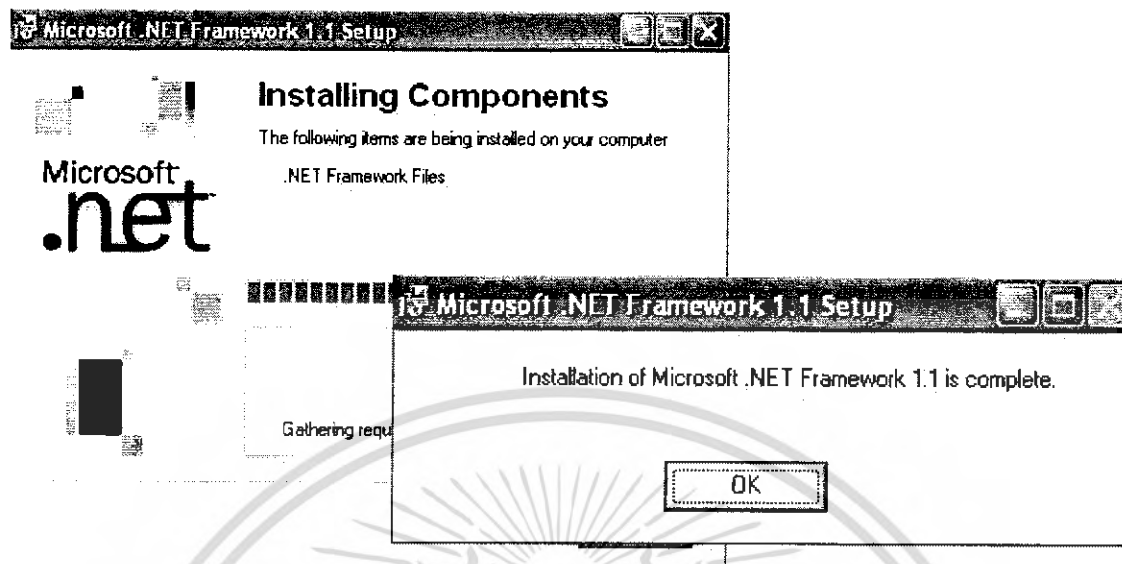 Microsoft .NET Framework 1.1 Setup
Installing Components
The following items are being installed on your computer
.NET Framework Files
Microsoft
.net
Gathering requ
Microsoft .NET Framework 1.1 Setup
Installation of Microsoft .NET Framework 1.1 is complete.
OK